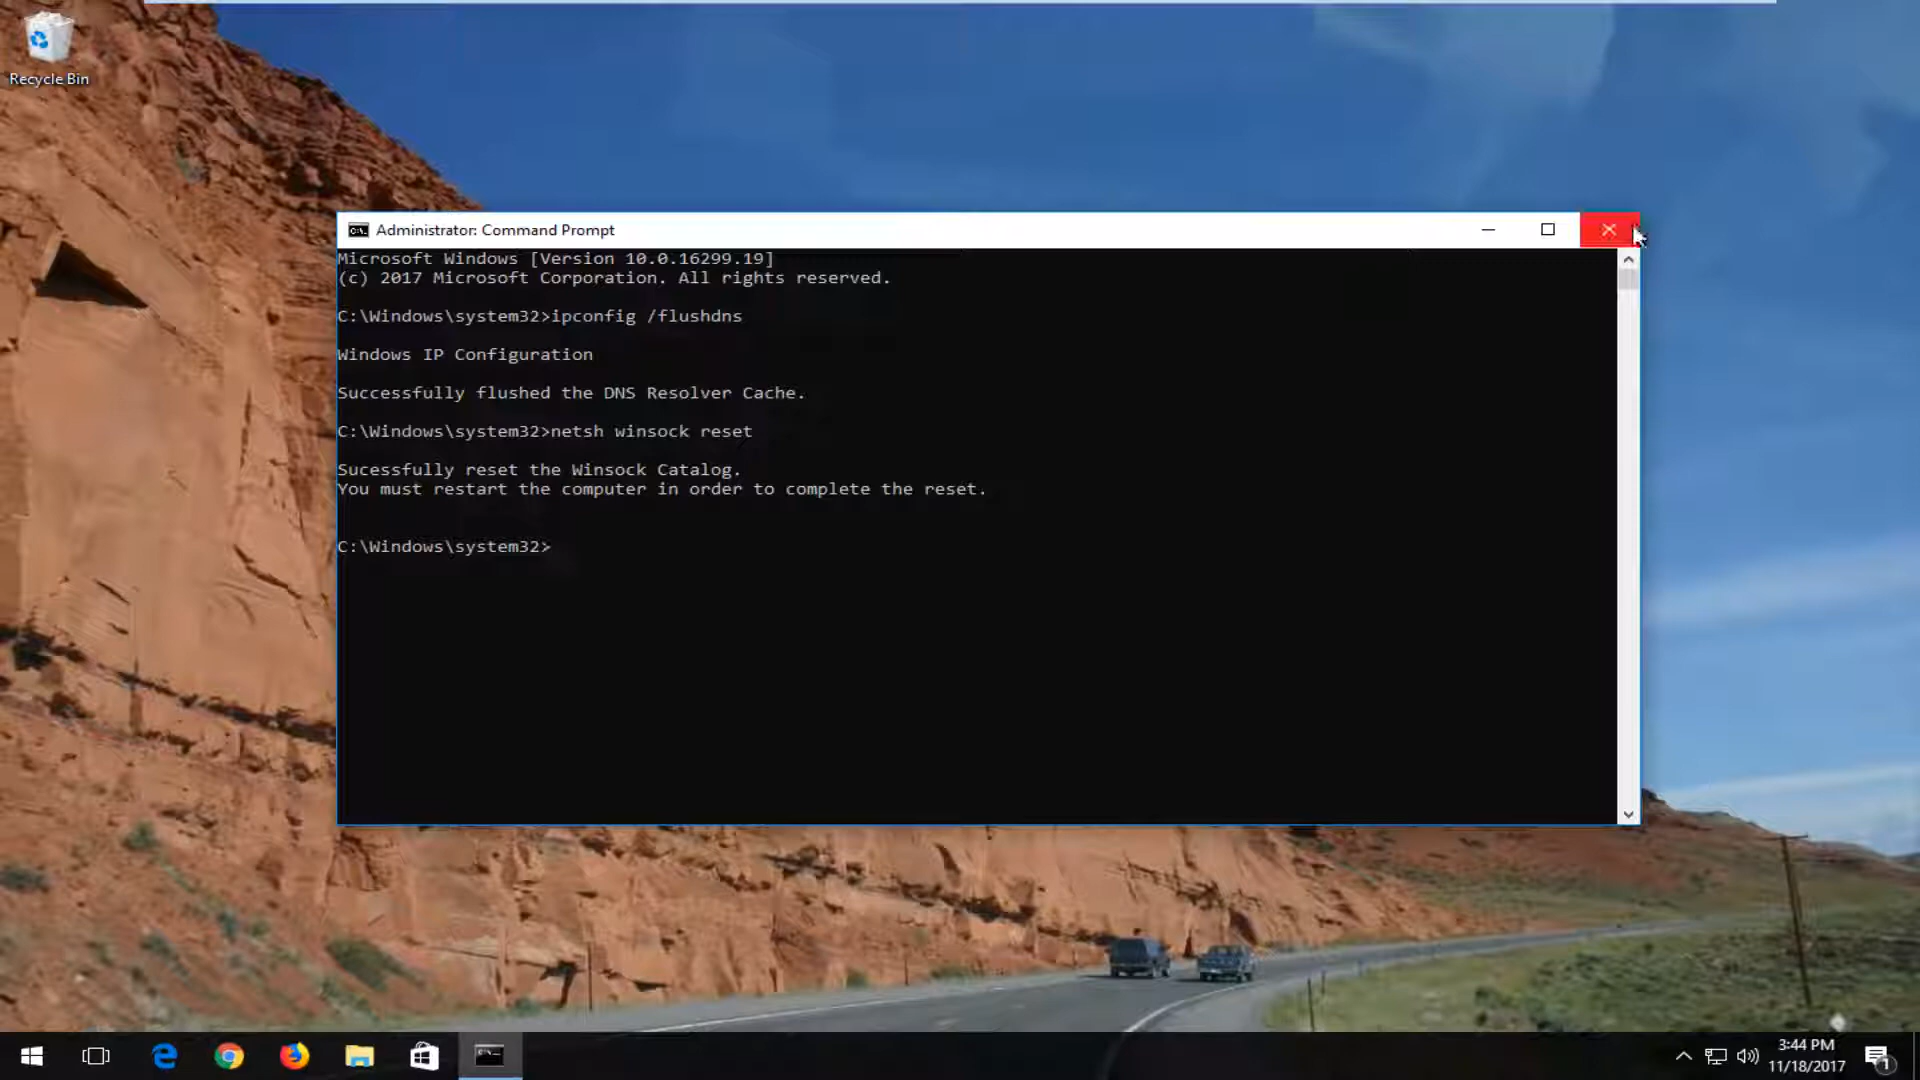 Recycle Bin
Administrator: Command Prompt
Microsoft Windows [Version 10.0.16299.19]
(c) 2017 Microsoft Corporation. All rights reserved.
C:\Windows\system32>ipconfig /flushdns
Windows IP Configuration
Successfully flushed the DNS Resolver Cache.
C:\Windows\system32>netsh winsock reset
Sucessfully reset the Winsock Catalog.
You must restart the computer in order to complete the reset.
C:\Windows\system32>
3:44 PM
11/18/2017
1